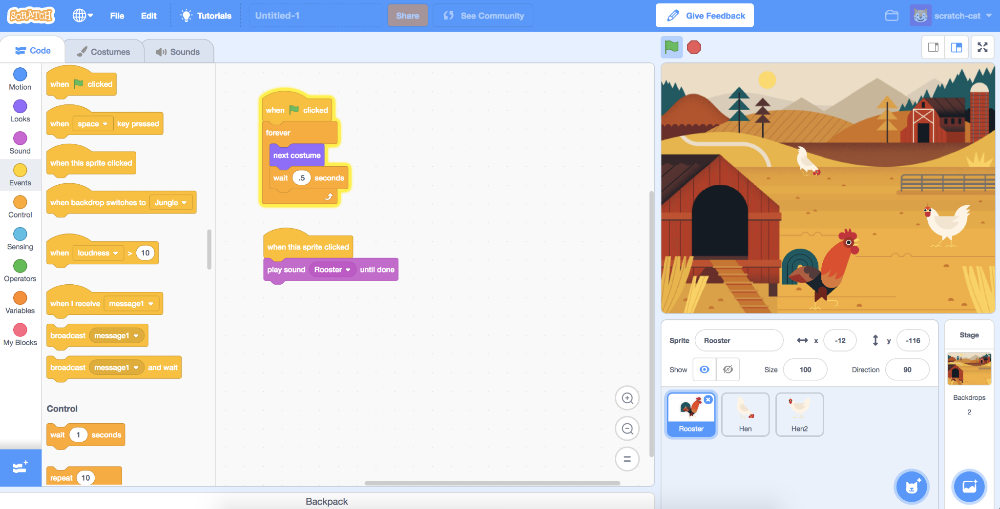 SCRATCH
File
Edit
Tutorials
Untitled-1
Share
See Community
Give Feedback
scratch-cat
Code
Costumes
Sounds
Motion
Looks
Sound
Events
Control
Sensing
Operators
Variables
My Blocks
when clicked
when space key pressed
when this sprite clicked
when backdrop switches to Jungle
when loudness > 10
when I receive message1
broadcast message1
broadcast message1 and wait
Control
wait 1 seconds
repeat 10
when clicked
forever
next costume
wait .5 seconds
when this sprite clicked
play sound Rooster until done
Backpack
Sprite Rooster x -12 y -116
Show Size 100 Direction 90
Rooster
Hen
Hen2
Stage
Backdrops
2